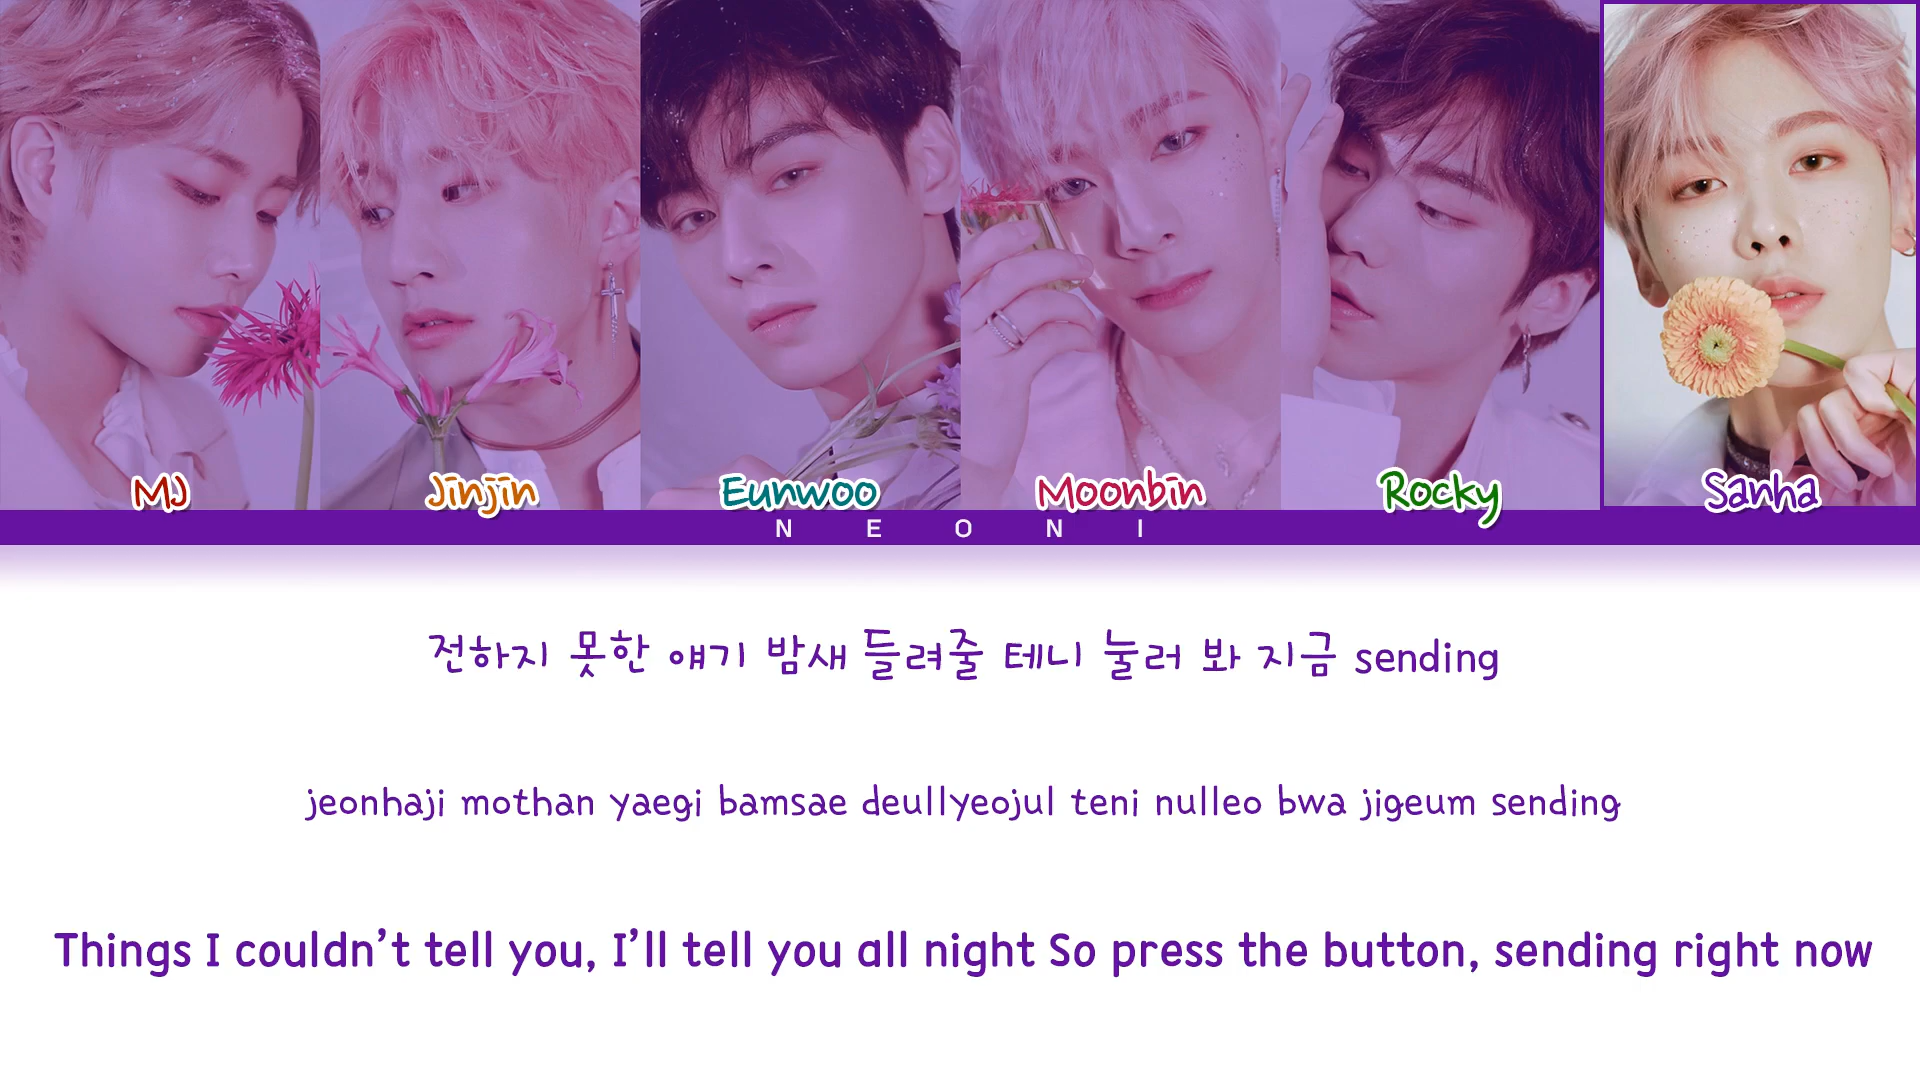 MJ
Jinjin
Eunwoo
Moonbin
Rocky
Sanha
NEONI
전하지 못한 얘기 밤새 들려줄 테니 눌러 봐 지금 sending
jeonhaji mothan yaegi bamsae deullyeojul teni nulleo bwa jigeum sending
Things I couldn’t tell you, I’ll tell you all night So press the button, sending right now